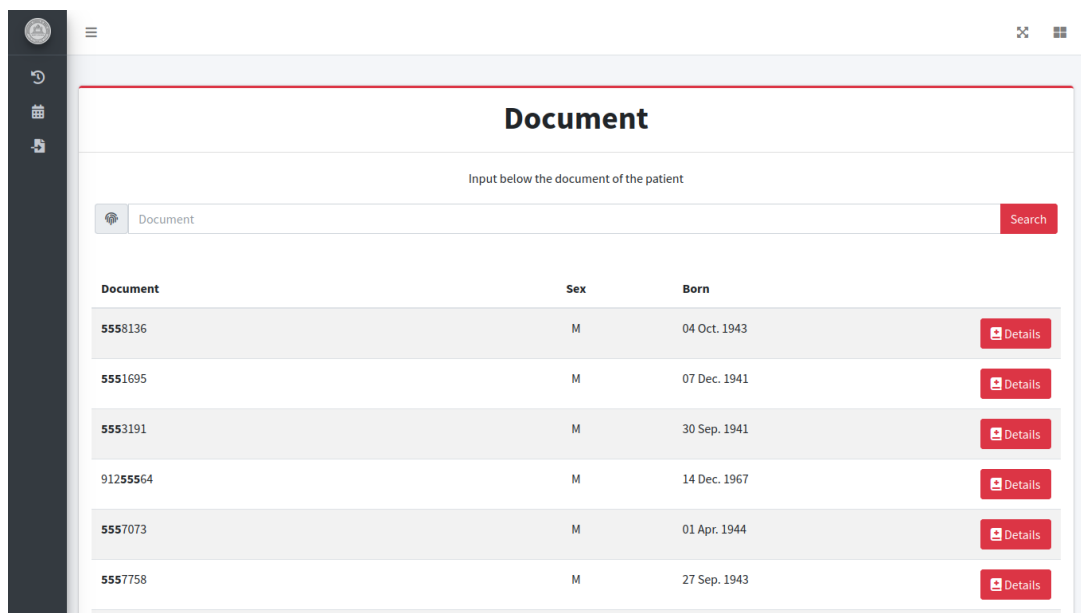 Document
Input below the document of the patient
Document Search
Document Sex Born
5558136 M 04 Oct. 1943 Details
5551695 M 07 Dec. 1941 Details
5553191 M 30 Sep. 1941 Details
91255564 M 14 Dec. 1967 Details
5557073 M 01 Apr. 1944 Details
5557758 M 27 Sep. 1943 Details